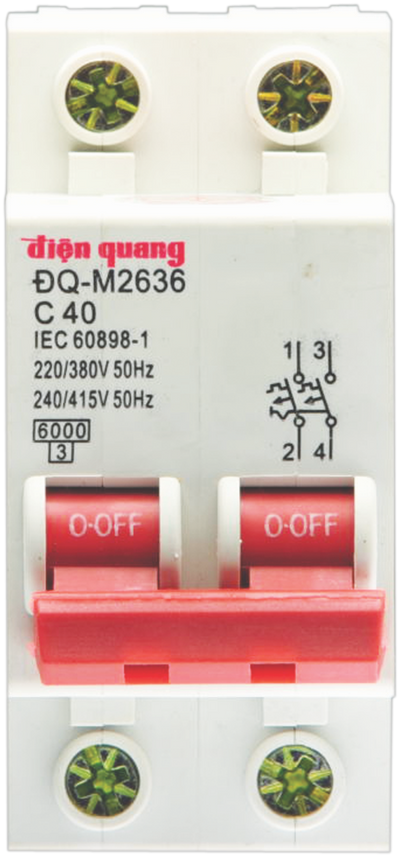 điện quang
ĐQ-M2636
C 40
IEC 60898-1
220/380V 50Hz
240/415V 50Hz
6000
3
1 3
2 4
O·OFF O·OFF